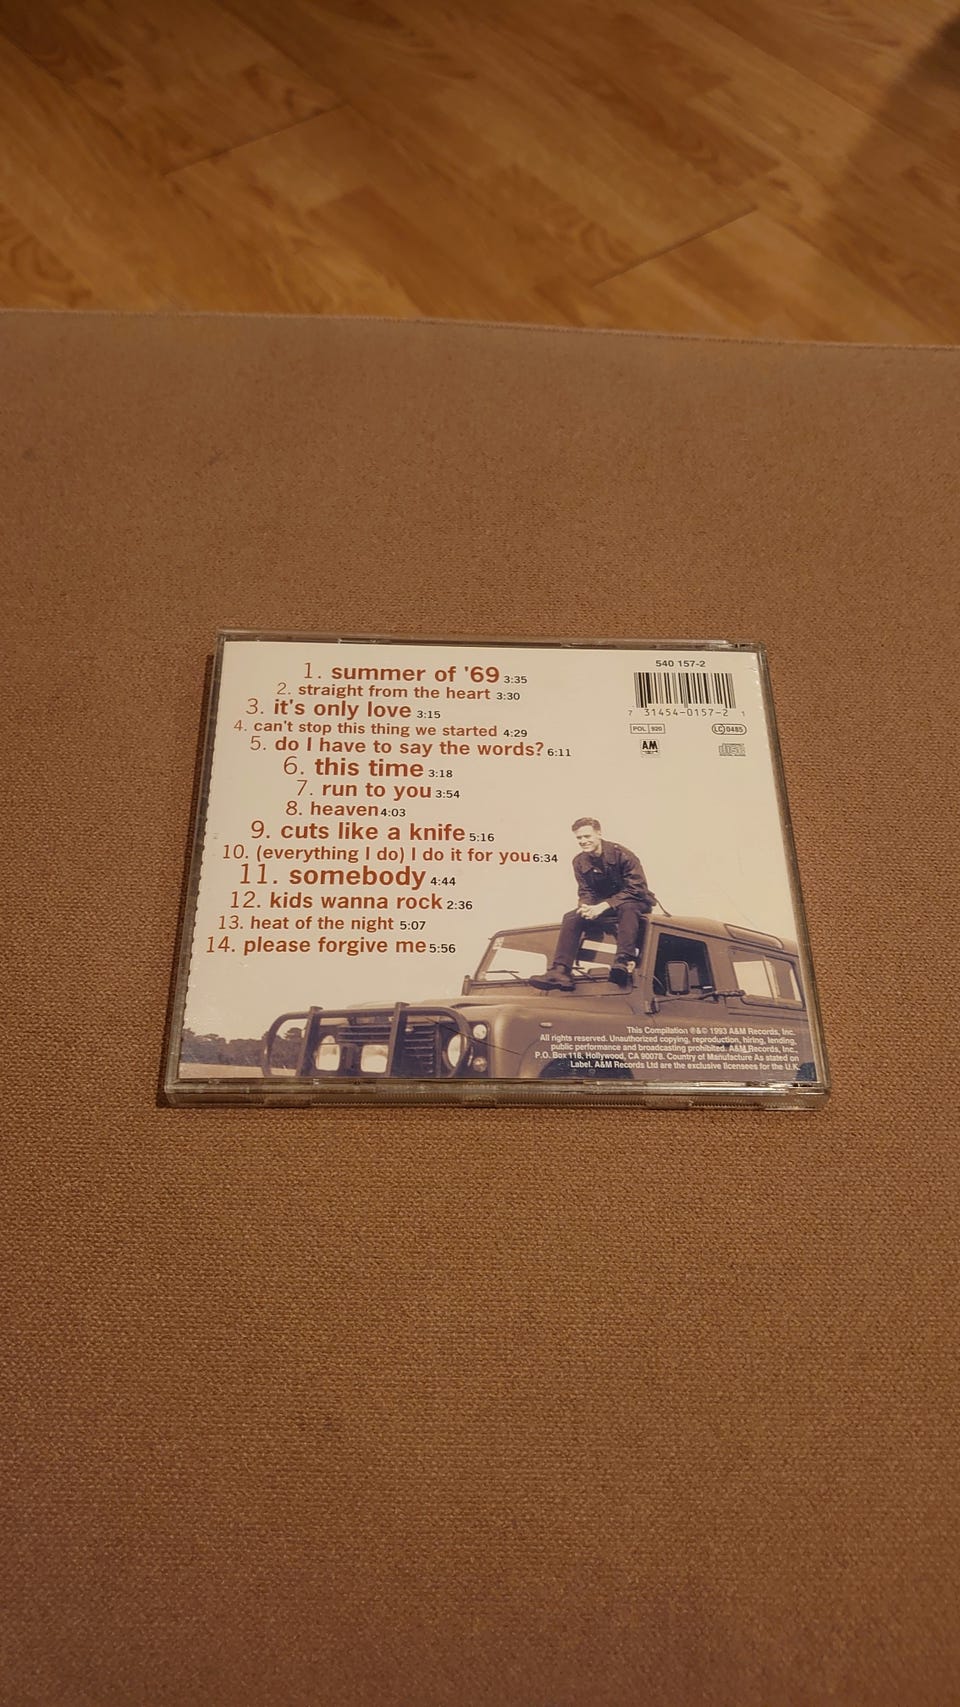 1. summer of '69 3:35
2. straight from the heart 3:30
3. it's only love 3:15
4. can't stop this thing we started 4:29
5. do I have to say the words? 6:11
6. this time 3:18
7. run to you 3:54
8. heaven 4:03
9. cuts like a knife 5:16
10. (everything I do) I do it for you 6:34
11. somebody 4:44
12. kids wanna rock 2:36
13. heat of the night 5:07
14. please forgive me 5:56
540 157-2
7 31454-0157-2 1
POL 920
LC 0485
AM
This Compilation ℗&© 1993 A&M Records, Inc.
All rights reserved. Unauthorized copying, reproduction, hiring, lending,
public performance and broadcasting prohibited. A&M Records, Inc.,
P.O. Box 118, Hollywood, CA 90078. Country of Manufacture As stated on
Label. A&M Records Ltd are the exclusive licensees for the U.K.